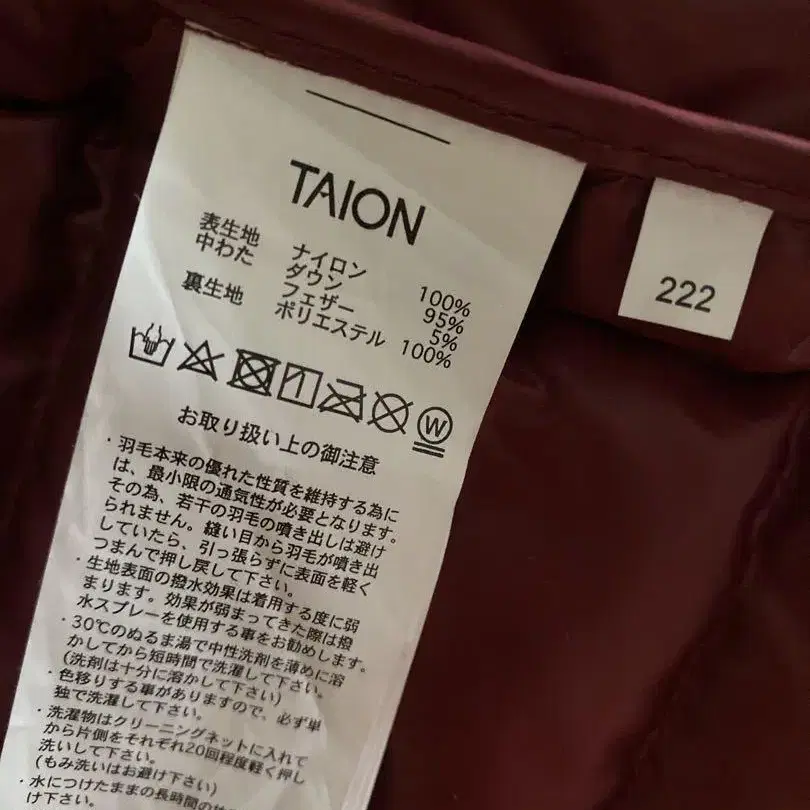 TAION
表生地 ナイロン 100%
中わた ダウン 95%
フェザー 5%
裏生地 ポリエステル 100%
222
W
お取り扱い上の御注意
・羽毛本来の優れた性質を維持する為に
は、最小限の通気性が必要となります。
その為、若干の羽毛の噴き出しは避け
られません。縫い目から羽毛が噴き出
していたら、引っ張らずに表面を軽く
つまんで押し戻して下さい。
・生地表面の撥水効果は着用する度に弱
まります。効果が弱まってきた際は撥
水スプレーを使用する事をお勧めします。
・30℃のぬるま湯で中性洗剤を薄めに溶
かしてから短時間で洗濯して下さい。
(洗剤は十分に溶かして下さい)
・色移りする事がありますので、必ず単
独で洗濯して下さい。
・洗濯物はクリーニングネットに入れて
から片側をそれぞれ20回程度軽く押し
洗いして下さい。
(もみ洗いはお避け下さい)
・水につけたままの長時間の
け下さい。